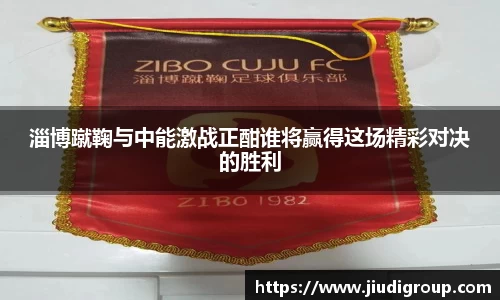 ZIBO CUJU FC
淄博蹴鞠足球俱乐部
淄博蹴鞠与中能激战正酣谁将赢得这场精彩对决
的胜利
ZIBO 1982
https://www.jiudigroup.com